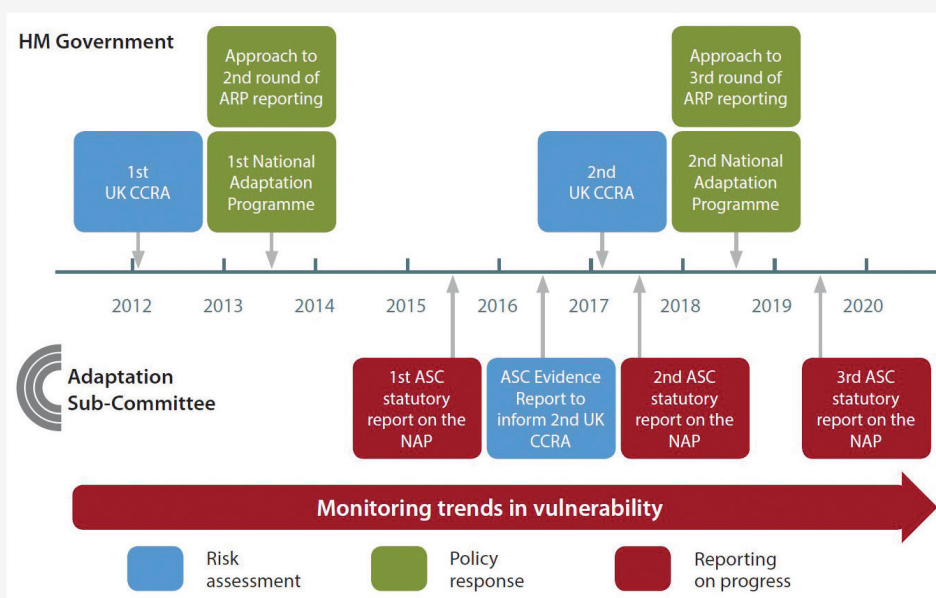 HM Government
Approach to
2nd round of
ARP reporting
Approach to
3rd round of
ARP reporting
1st
UK CCRA
1st National
Adaptation
Programme
2nd
UK CCRA
2nd National
Adaptation
Programme
2012
2013
2014
2015
2016
2017
2018
2019
2020
Adaptation
Sub-Committee
1st ASC
statutory
report on the
NAP
ASC Evidence
Report to
inform 2nd UK
CCRA
2nd ASC
statutory
report on the
NAP
3rd ASC
statutory
report on the
NAP
Monitoring trends in vulnerability
Risk
assessment
Policy
response
Reporting
on progress